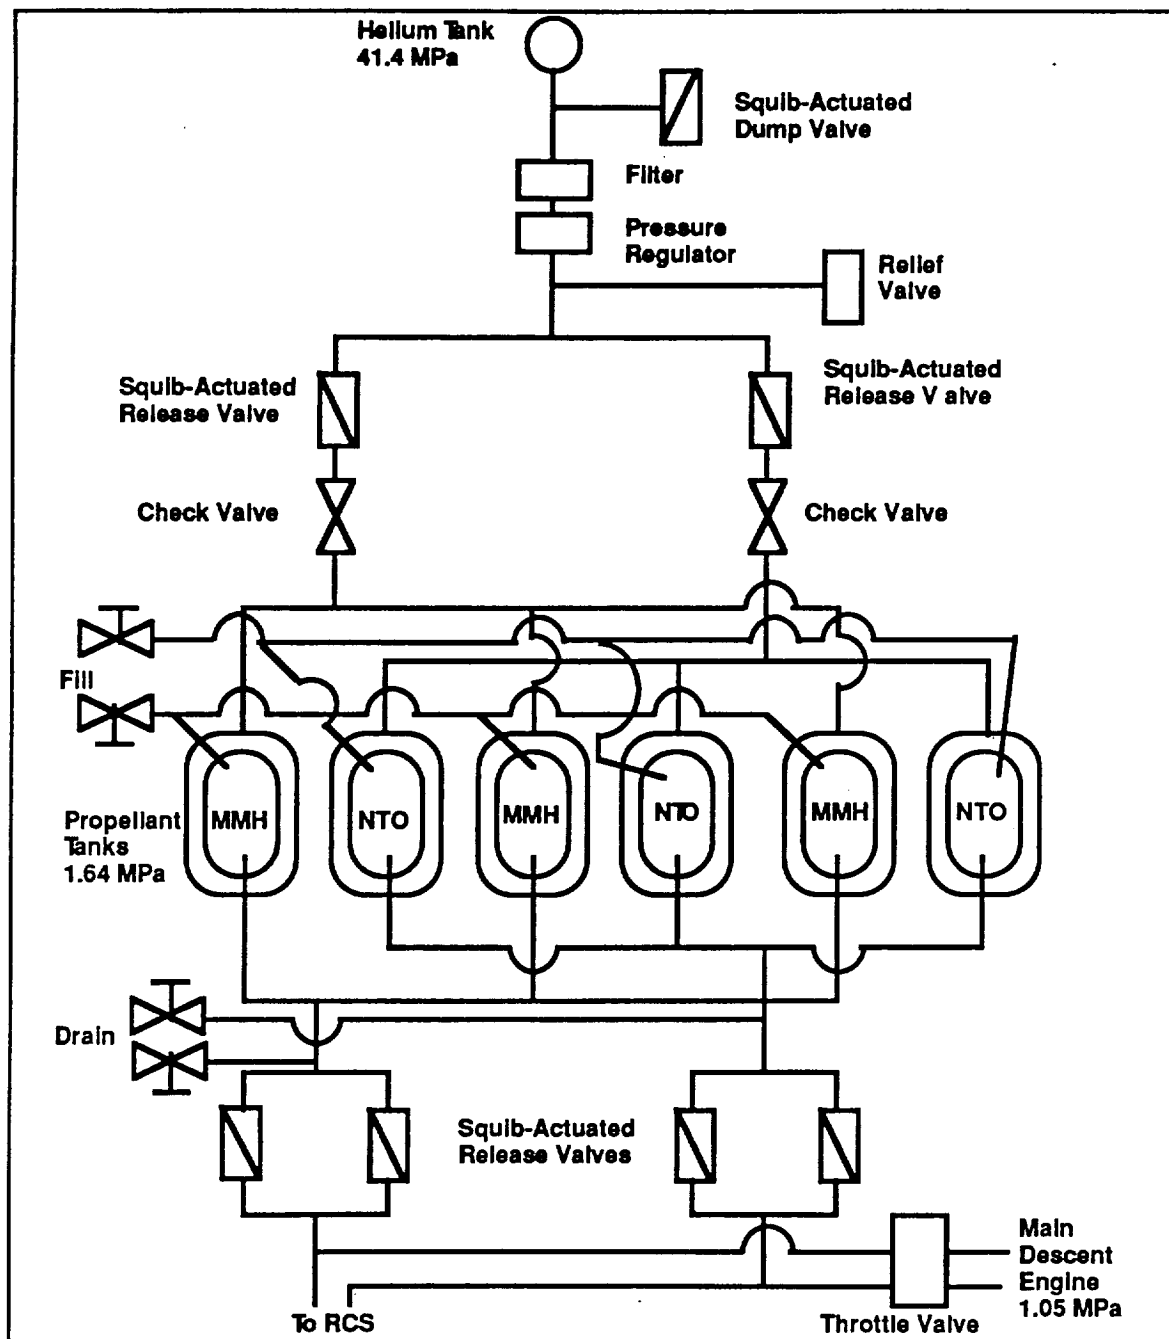 Helium Tank
41.4 MPa
Squib-Actuated
Dump Valve
Filter
Pressure
Regulator
Relief
Valve
Squib-Actuated
Release Valve
Squib-Actuated
Release V alve
Check Valve
Check Valve
Fill
Propellant
Tanks
1.64 MPa
MMH
NTO
MMH
NTO
MMH
NTO
Drain
Squib-Actuated
Release Valves
Main
Descent
Engine
1.05 MPa
To RCS
Throttle Valve